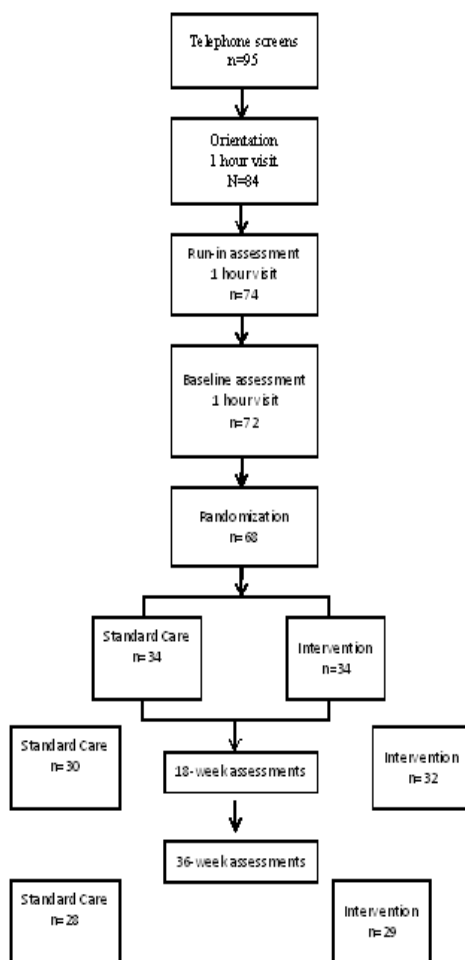 Telephone screens
n=95
Orientation
1 hour visit
N=84
Run-in assessment
1 hour visit
n=74
Baseline assessment
1 hour visit
n=72
Randomization
n=68
Standard Care
n=34
Intervention
n=34
Standard Care
n=30
18-week assessments
Intervention
n=32
36-week assessments
Standard Care
n=28
Intervention
n=29